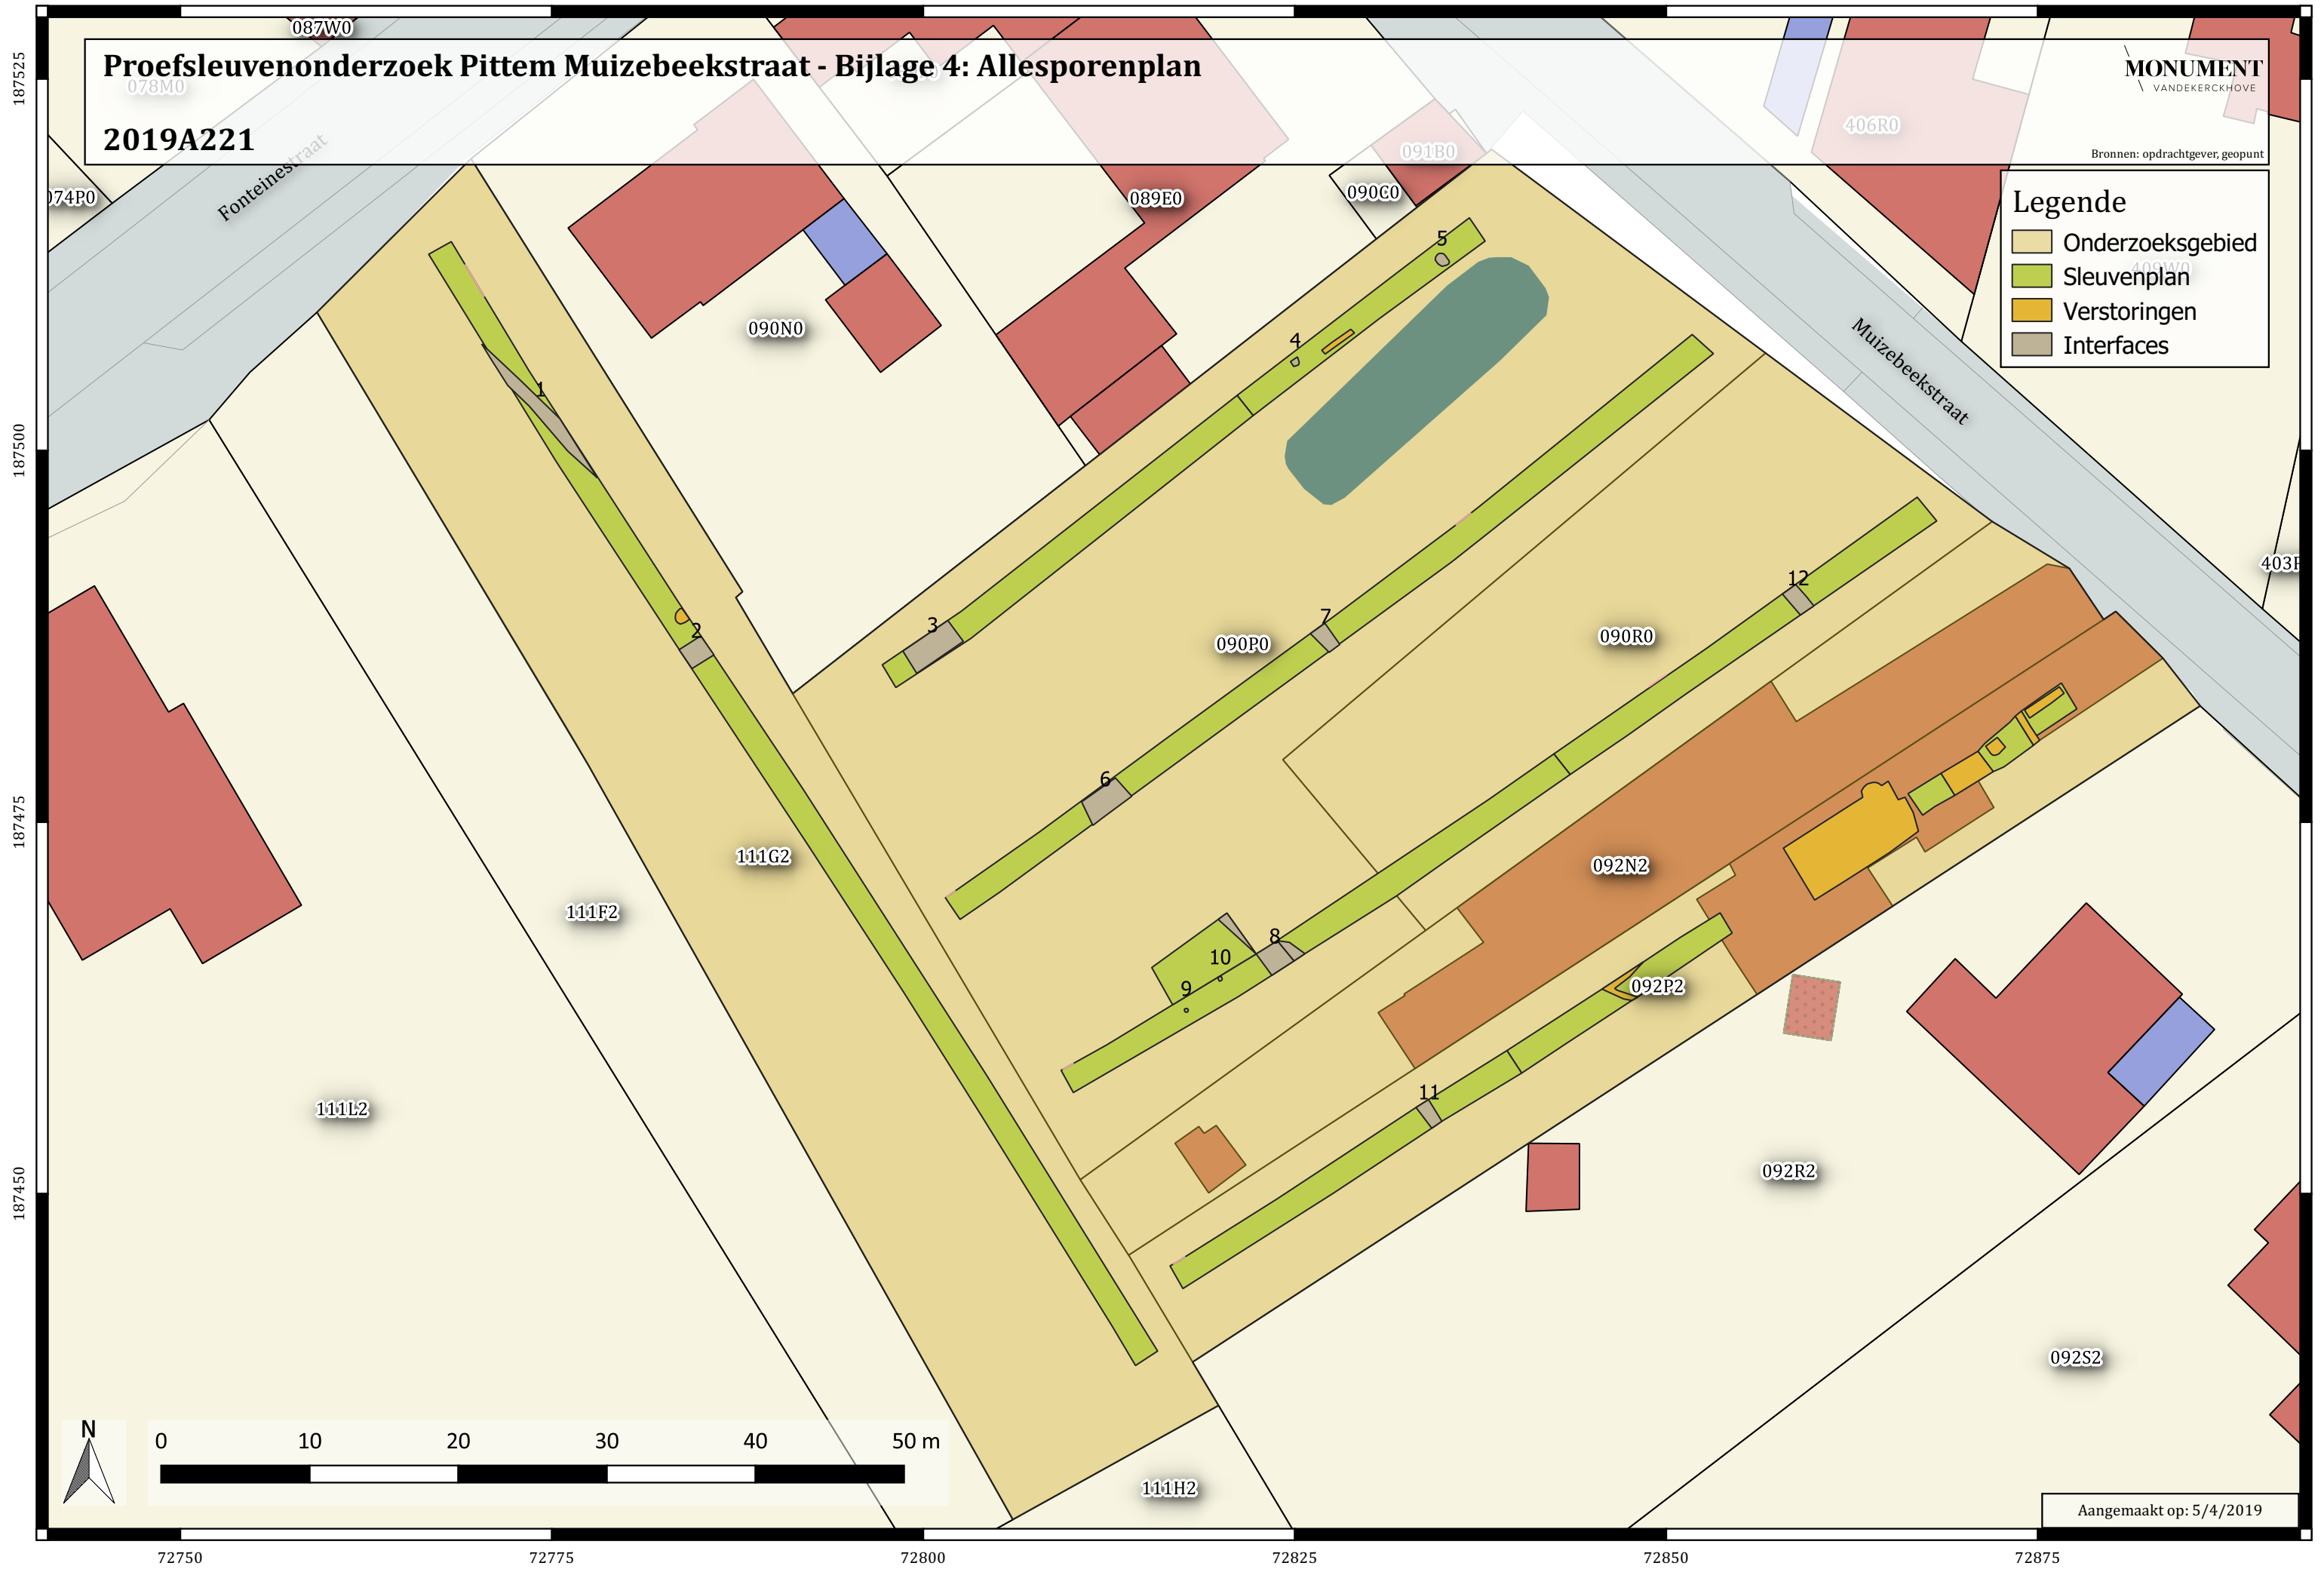 087W0
Proefsleuvenonderzoek Pittem Muizebeekstraat - Bijlage 4: Allesporenplan
078M0
2019A221
MONUMENT
VANDEKERCKHOVE
Bronnen: opdrachtgever, geopunt
406R0
091B0
Fonteinestraat
074P0
089E0
090C0
Legende
Onderzoeksgebied
Sleuvenplan
409W0
Verstoringen
Interfaces
5
090N0
4
Muizebeekstraat
1
403F
12
7
3
2
090P0
090R0
6
111G2
092N2
111F2
8
10
9
092P2
11
111L2
092R2
092S2
N
0 10 20 30 40 50 m
111H2
Aangemaakt op: 5/4/2019
187525
187500
187475
187450
72750 72775 72800 72825 72850 72875